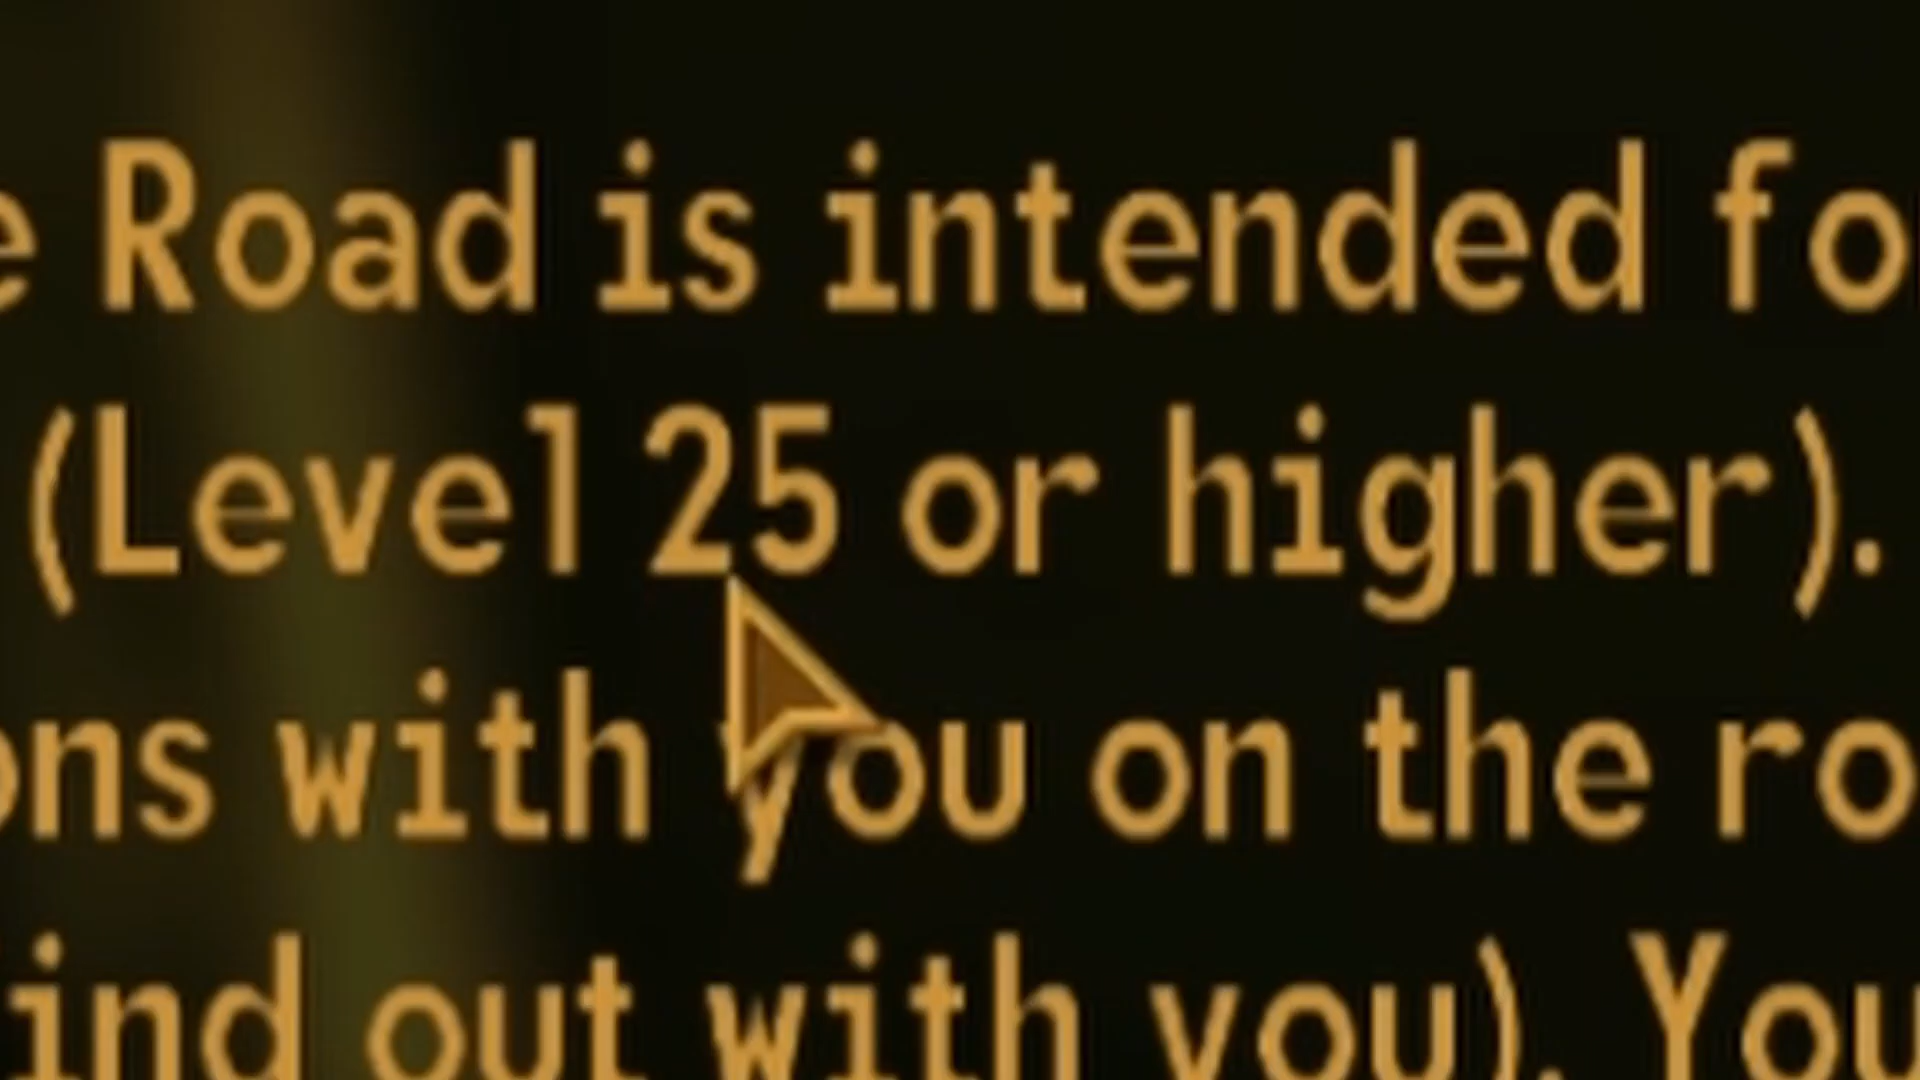 e Road is intended fo
(Level 25 or higher).
ons with you on the ro
ind out with you). You